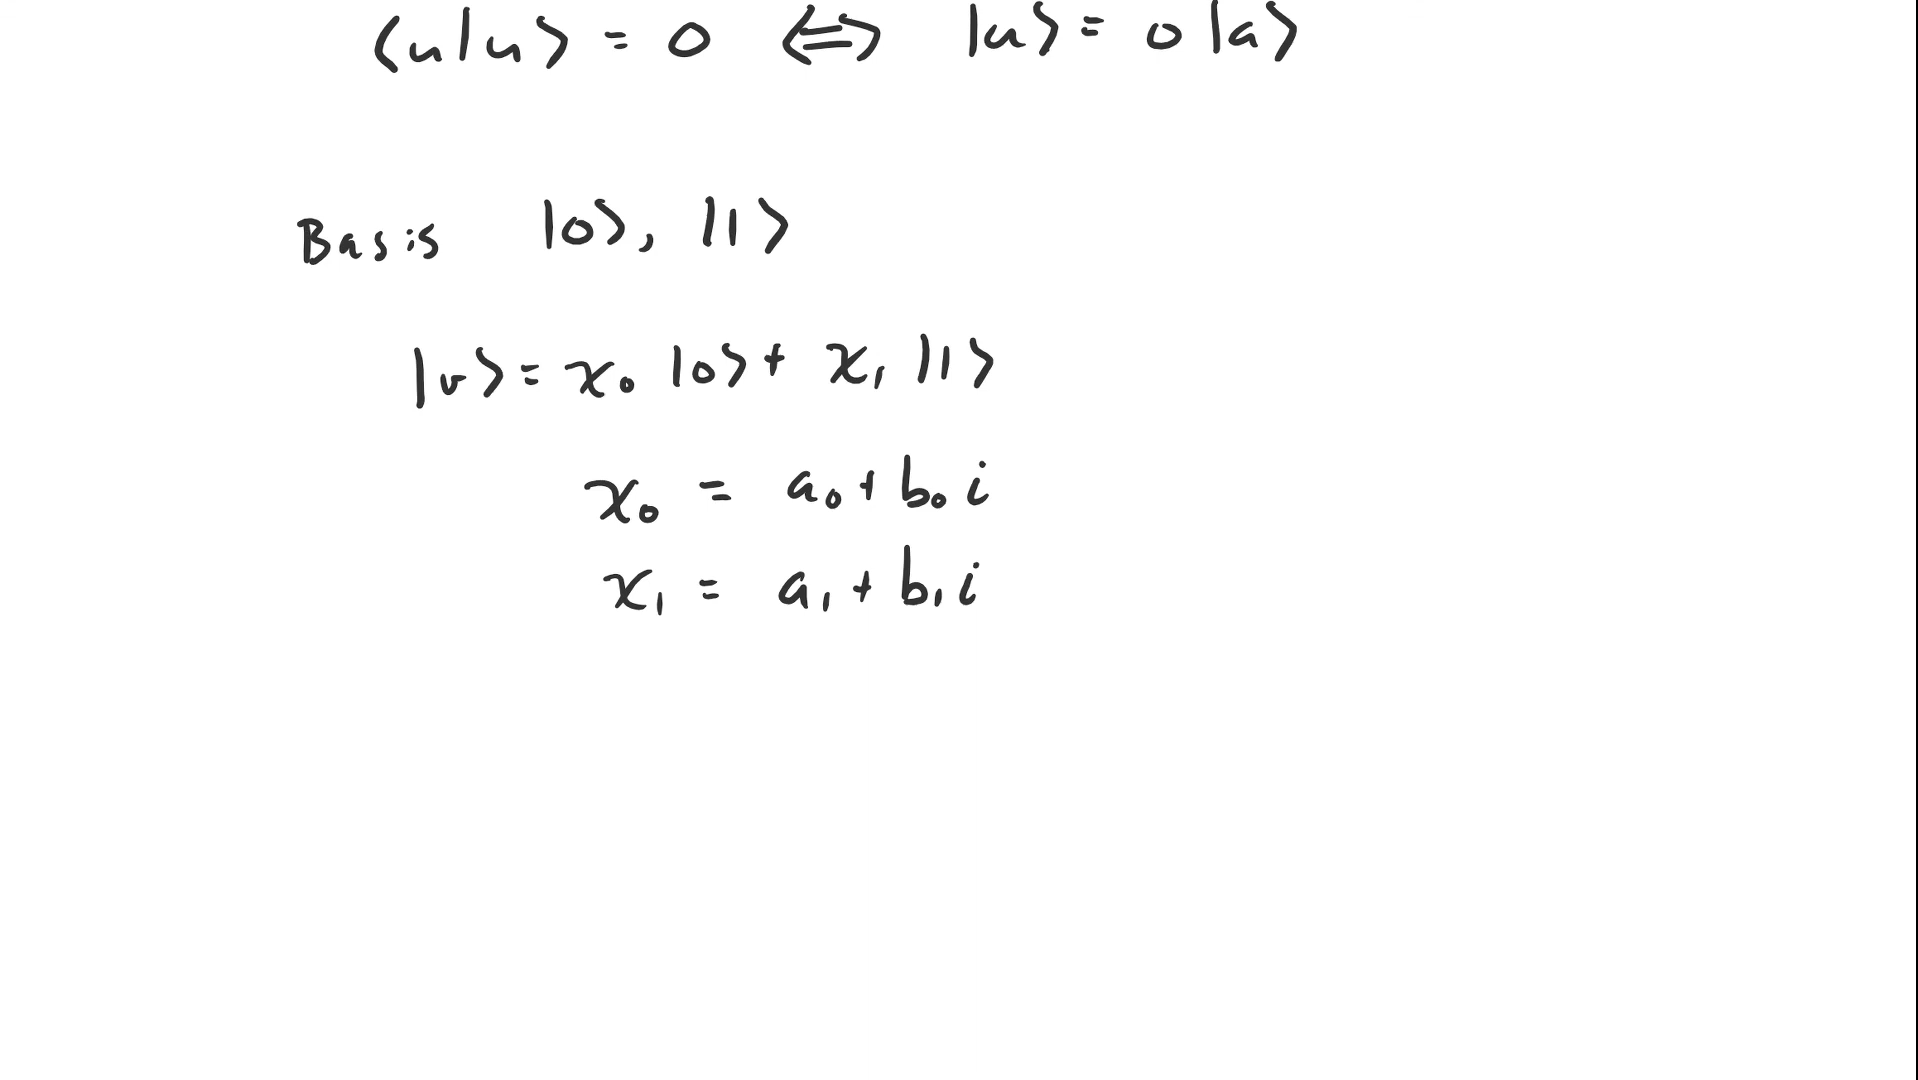 ⟨u|u⟩ = 0 ⟺ |u⟩ = 0|a⟩
Basis |0⟩, |1⟩
|v⟩ = x₀ |0⟩ + x₁ |1⟩
x₀ = a₀ + b₀ i
x₁ = a₁ + b₁ i